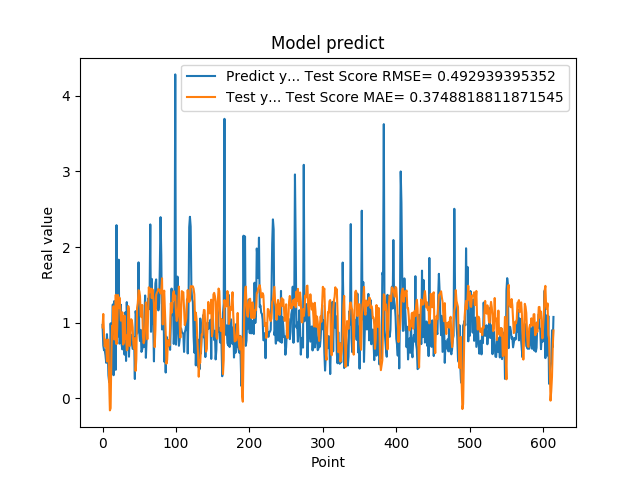 Model predict
Predict y... Test Score RMSE= 0.492939395352
Test y... Test Score MAE= 0.3748818811871545
Real value
4
3
2
1
0
0 100 200 300 400 500 600
Point